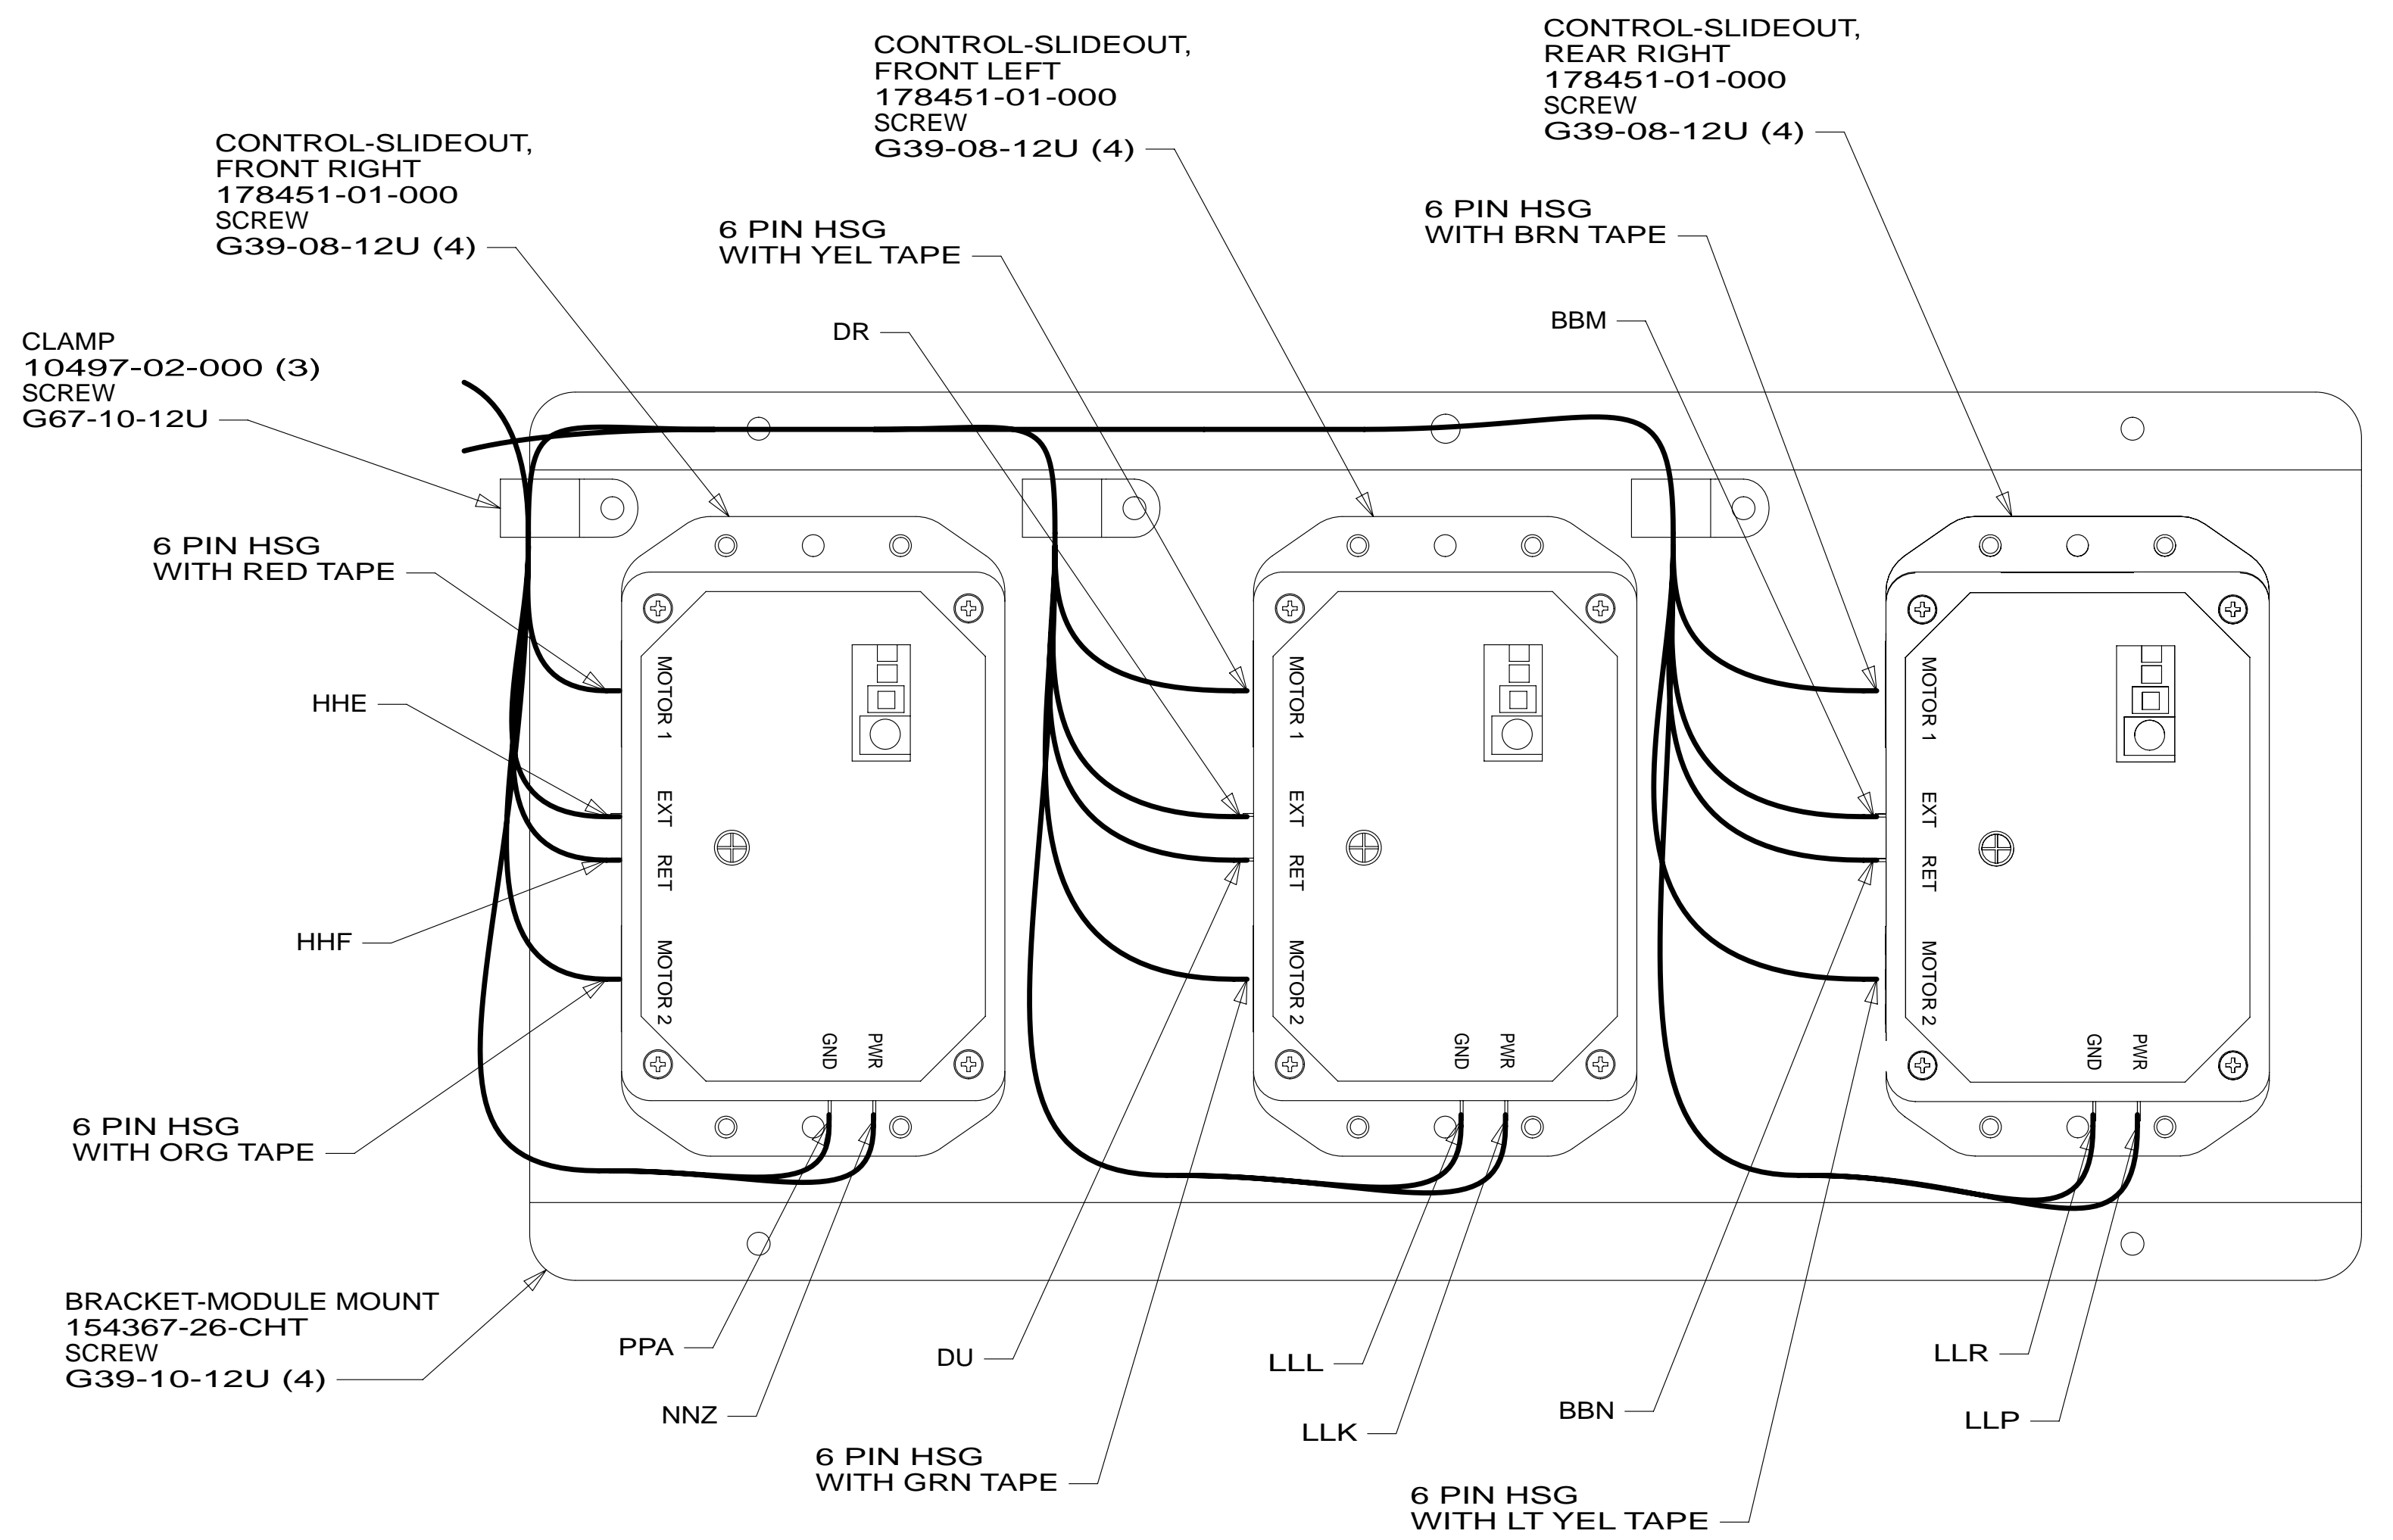 CONTROL-SLIDEOUT,
REAR RIGHT
178451-01-000
SCREW
G39-08-12U (4)
CONTROL-SLIDEOUT,
FRONT LEFT
178451-01-000
SCREW
G39-08-12U (4)
CONTROL-SLIDEOUT,
FRONT RIGHT
178451-01-000
SCREW
G39-08-12U (4)
6 PIN HSG
WITH YEL TAPE
6 PIN HSG
WITH BRN TAPE
DR
BBM
CLAMP
10497-02-000 (3)
SCREW
G67-10-12U
6 PIN HSG
WITH RED TAPE
HHE
HHF
6 PIN HSG
WITH ORG TAPE
MOTOR 1
EXT
RET
MOTOR 2
GND
PWR
MOTOR 1
EXT
RET
MOTOR 2
GND
PWR
MOTOR 1
EXT
RET
MOTOR 2
GND
PWR
BRACKET-MODULE MOUNT
154367-26-CHT
SCREW
G39-10-12U (4)
PPA
NNZ
DU
6 PIN HSG
WITH GRN TAPE
LLL
LLK
BBN
6 PIN HSG
WITH LT YEL TAPE
LLR
LLP